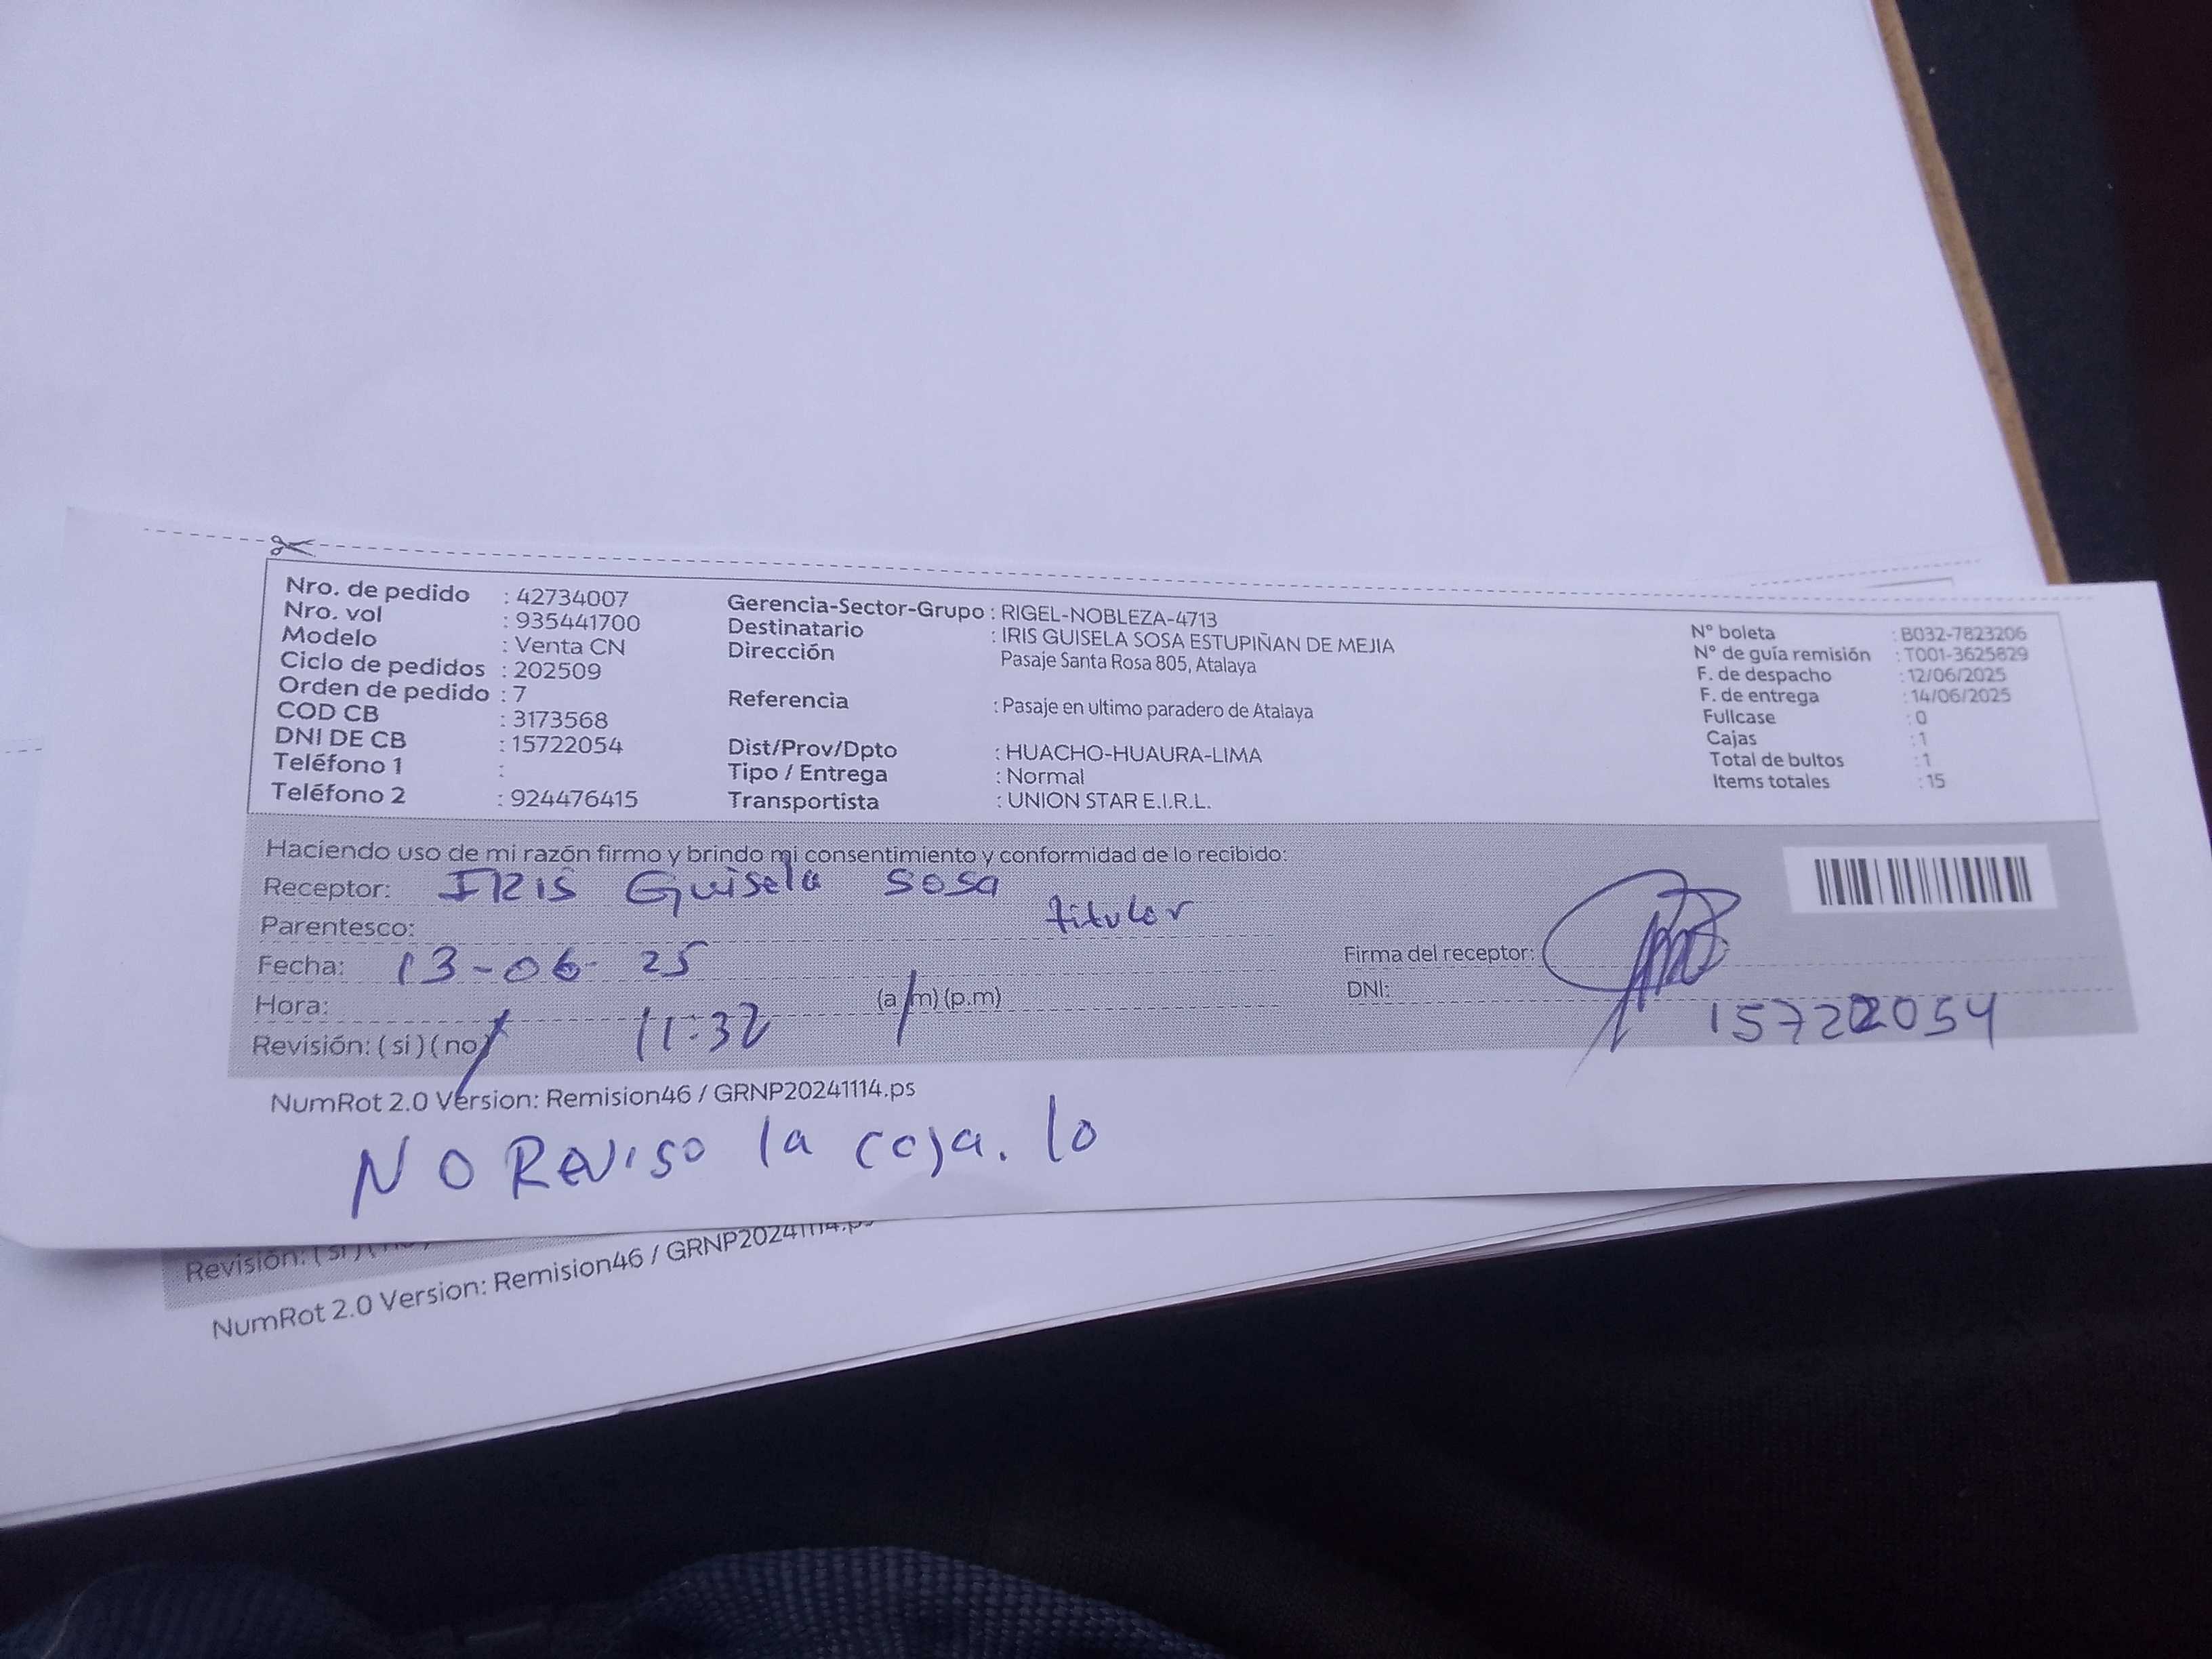 Nro. de pedido : 42734007
Nro. vol : 935441700
Modelo : Venta CN
Ciclo de pedidos : 202509
Orden de pedido : 7
COD CB : 3173568
DNI DE CB : 15722054
Teléfono 1 :
Teléfono 2 : 924476415
Gerencia-Sector-Grupo : RIGEL-NOBLEZA-4713
Destinatario : IRIS GUISELA SOSA ESTUPIÑAN DE MEJIA
Dirección Pasaje Santa Rosa 805, Atalaya
Referencia : Pasaje en ultimo paradero de Atalaya
Dist/Prov/Dpto : HUACHO-HUAURA-LIMA
Tipo / Entrega : Normal
Transportista : UNION STAR E.I.R.L.
N° boleta : B032-7823206
N° de guía remisión : T001-3625829
F. de despacho : 12/06/2025
F. de entrega : 14/06/2025
Fullcase : 0
Cajas : 1
Total de bultos : 1
Items totales : 15
Haciendo uso de mi razón firmo y brindo mi consentimiento y conformidad de lo recibido:
Receptor: IRIS Guisela Sosa
Parentesco: titular
Fecha: 13-06-25
Hora: 11:32 (a.m) (p.m)
Revisión: (si) (no)
Firma del receptor:
DNI: 15722054
NumRot 2.0 Version: Remision46 / GRNP20241114.ps
NO REVISO la caja. lo
Revisión: (si) (no)
NumRot 2.0 Version: Remision46 / GRNP20241114.ps